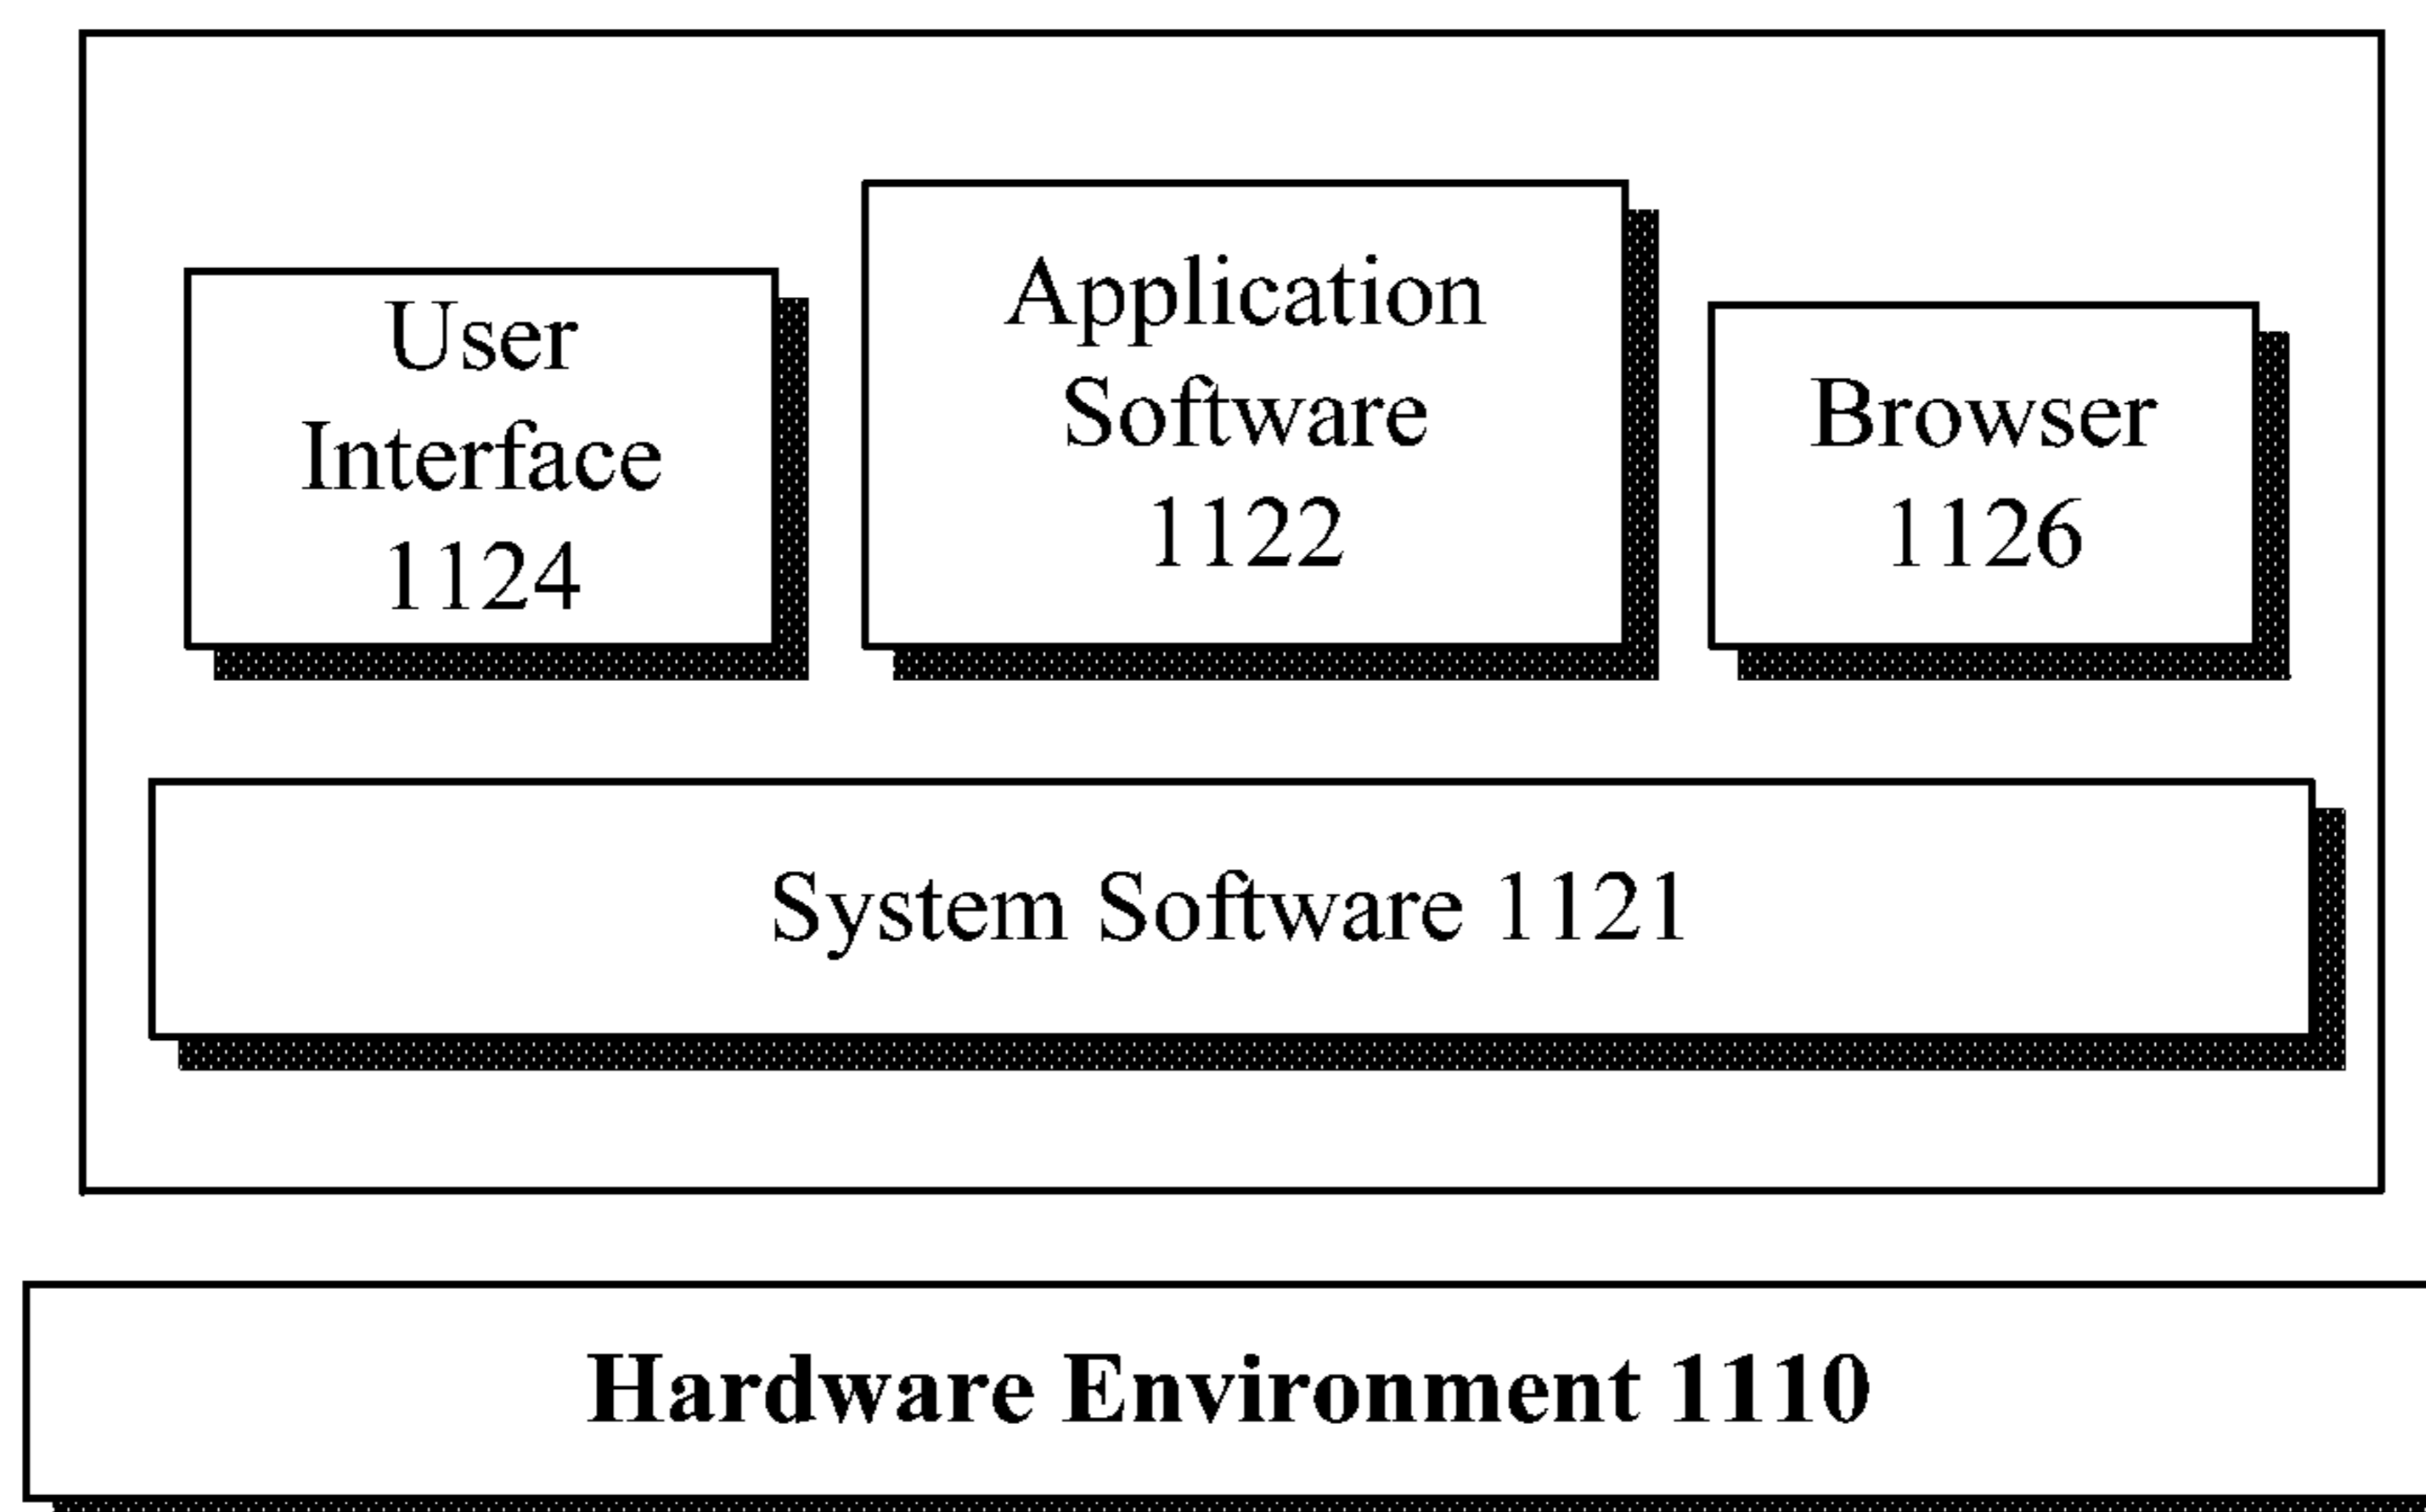 User
Interface
1124
Application
Software
1122
Browser
1126
System Software 1121
Hardware Environment 1110